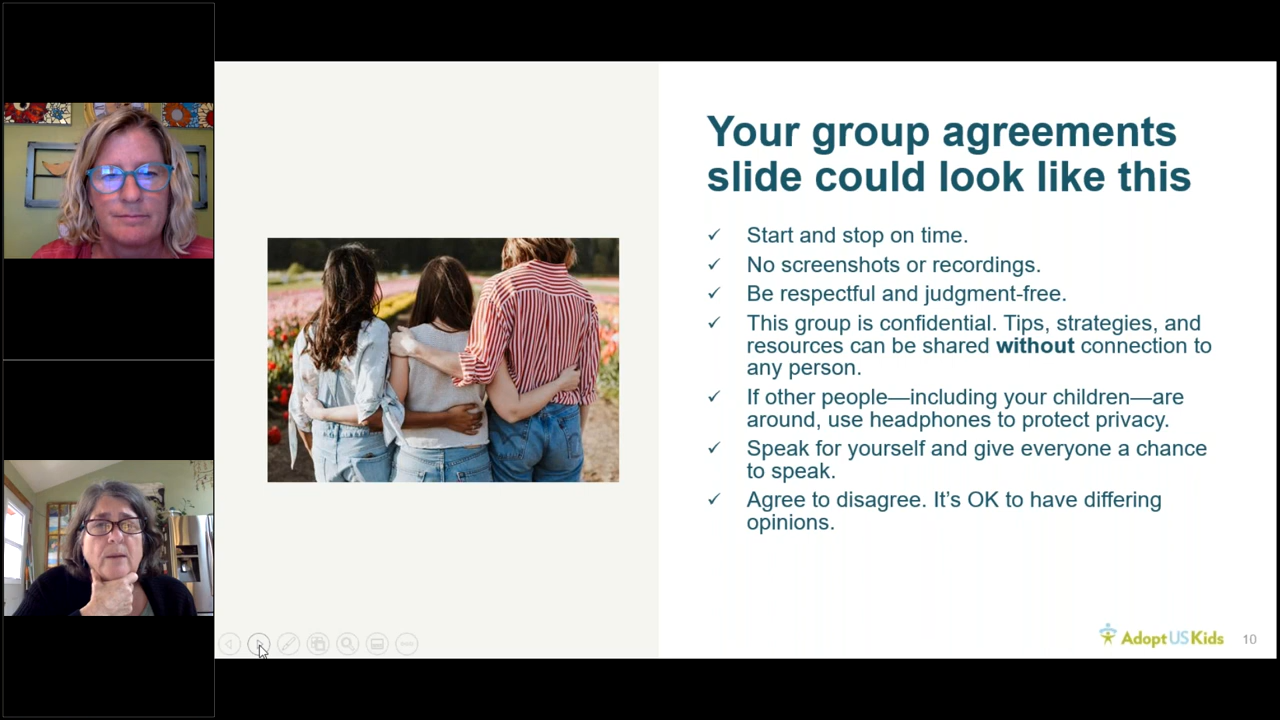 Your group agreements
slide could look like this
✓ Start and stop on time.
✓ No screenshots or recordings.
✓ Be respectful and judgment-free.
✓ This group is confidential. Tips, strategies, and
resources can be shared without connection to
any person.
✓ If other people—including your children—are
around, use headphones to protect privacy.
✓ Speak for yourself and give everyone a chance
to speak.
✓ Agree to disagree. It’s OK to have differing
opinions.
AdoptUSKids
10